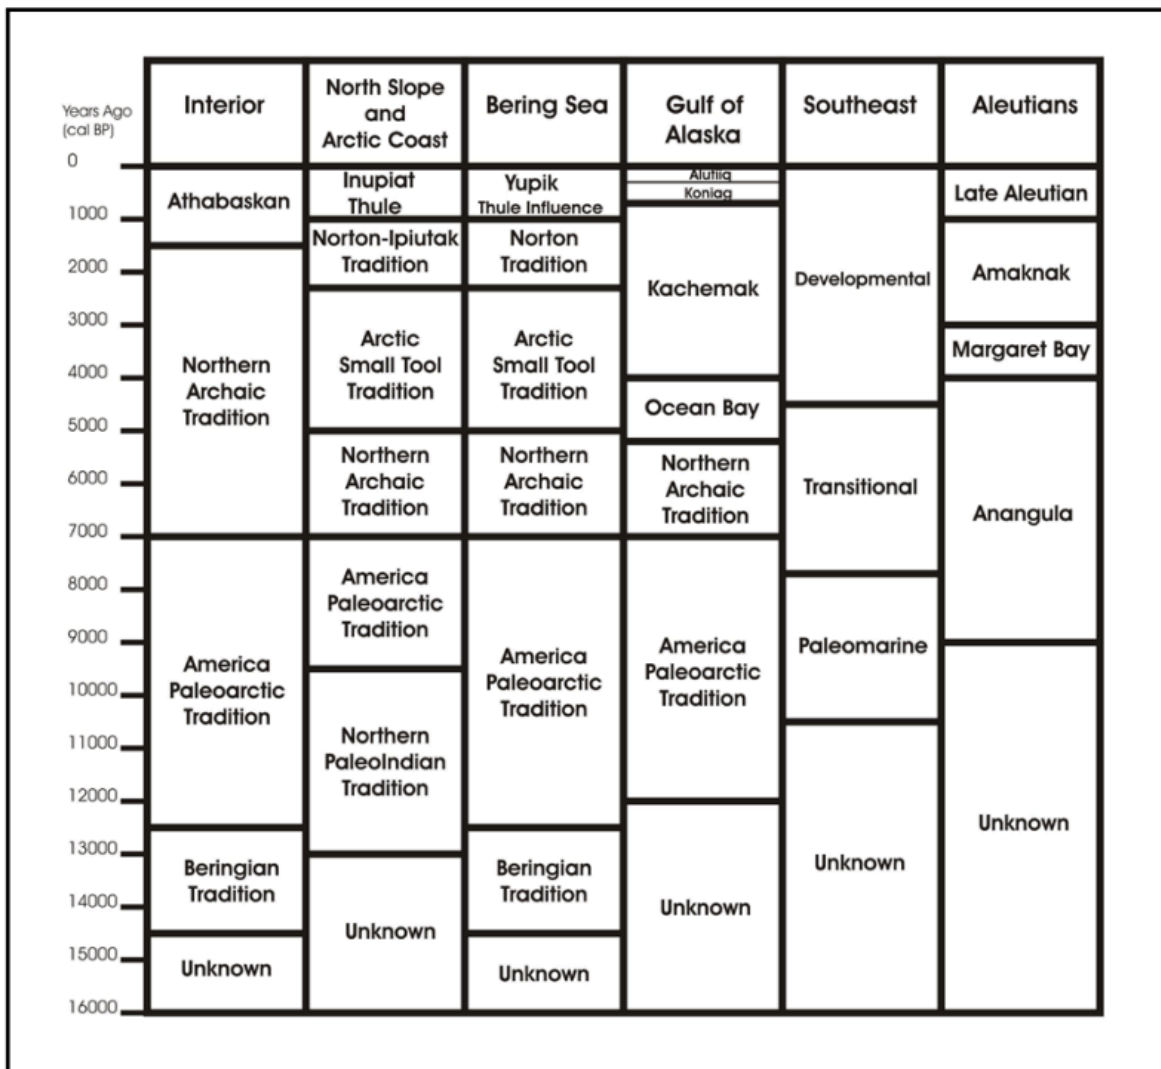 Years Ago
(cal BP)
0
1000
2000
3000
4000
5000
6000
7000
8000
9000
10000
11000
12000
13000
14000
15000
16000
Interior
Athabaskan
Northern
Archaic
Tradition
America
Paleoarctic
Tradition
Beringian
Tradition
Unknown
North Slope
and
Arctic Coast
Inupiat
Thule
Norton-Ipiutak
Tradition
Arctic
Small Tool
Tradition
Northern
Archaic
Tradition
America
Paleoarctic
Tradition
Northern
PaleoIndian
Tradition
Unknown
Bering Sea
Yupik
Thule Influence
Norton
Tradition
Arctic
Small Tool
Tradition
Northern
Archaic
Tradition
America
Paleoarctic
Tradition
Beringian
Tradition
Unknown
Gulf of
Alaska
Alutiiq
Koniag
Kachemak
Ocean Bay
Northern
Archaic
Tradition
America
Paleoarctic
Tradition
Unknown
Southeast
Developmental
Transitional
Paleomarine
Unknown
Aleutians
Late Aleutian
Amaknak
Margaret Bay
Anangula
Unknown